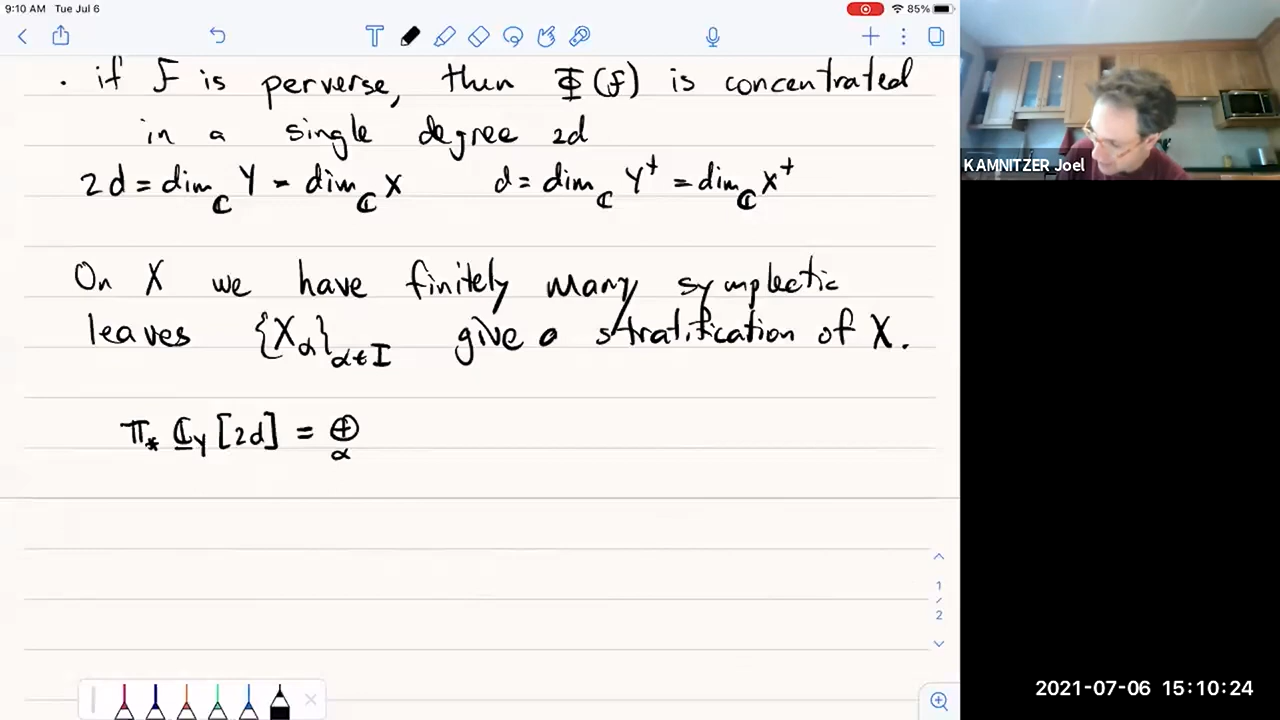 9:10 AM Tue Jul 6
85%
· if F is perverse, then Φ(F) is concentrated
in a single degree 2d
2d = dim_ℂ Y = dim_ℂ X d = dim_ℂ Y⁺ = dim_ℂ X⁺
On X we have finitely many symplectic
leaves {X_α}_{α∈I} give a stratification of X.
π_* ℂ_Y [2d] = ⊕_α
KAMNITZER Joel
1
2
2021-07-06 15:10:24